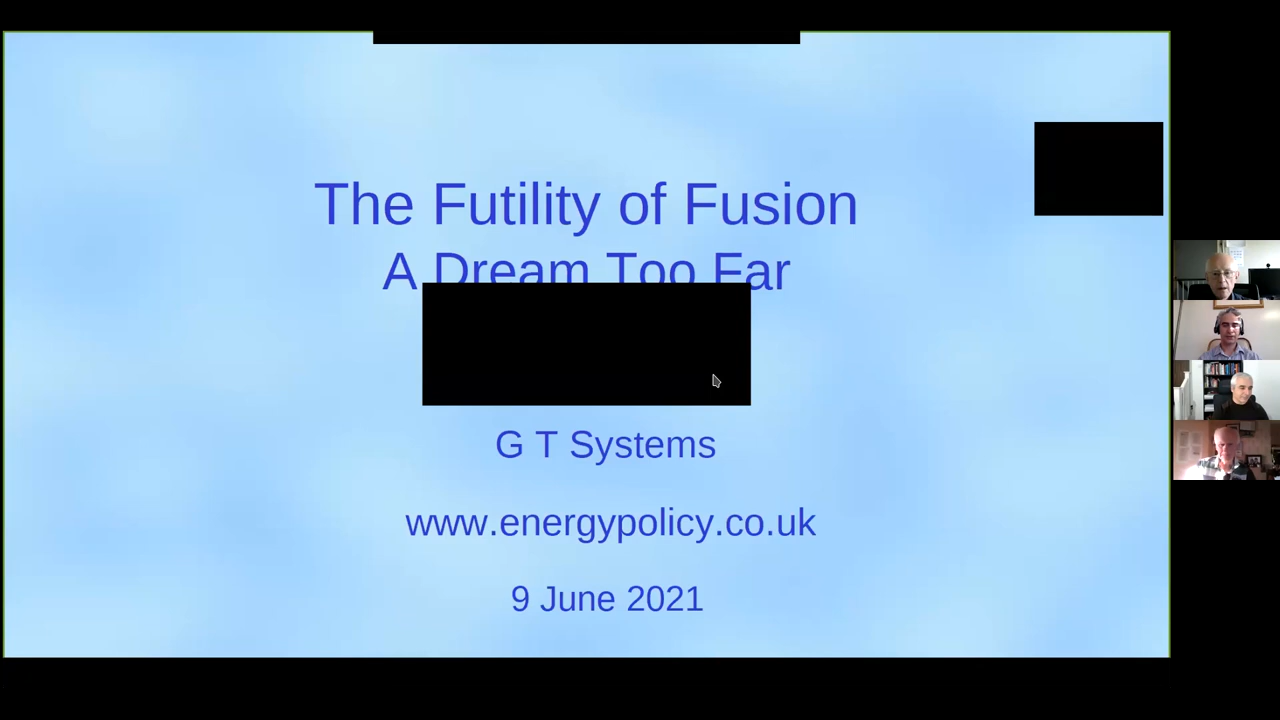 The Futility of Fusion
A Dream Too Far
G T Systems
www.energypolicy.co.uk
9 June 2021